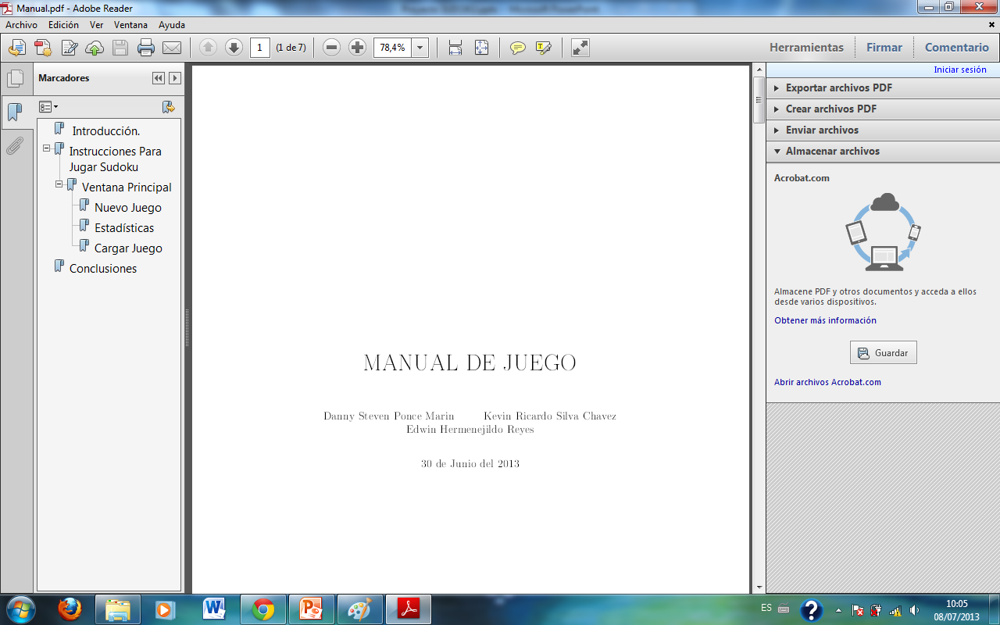 Manual.pdf - Adobe Reader
Archivo Edición Ver Ventana Ayuda
1 (1 de 7) 78,4% Herramientas Firmar Comentario
Marcadores
Introducción.
Instrucciones Para
Jugar Sudoku
Ventana Principal
Nuevo Juego
Estadísticas
Cargar Juego
Conclusiones
MANUAL DE JUEGO
Danny Steven Ponce Marin Kevin Ricardo Silva Chavez
Edwin Hermenejildo Reyes
30 de Junio del 2013
Iniciar sesión
Exportar archivos PDF
Crear archivos PDF
Enviar archivos
Almacenar archivos
Acrobat.com
Almacene PDF y otros documentos y acceda a ellos
desde varios dispositivos.
Obtener más información
Guardar
Abrir archivos Acrobat.com
ES
10:05
08/07/2013